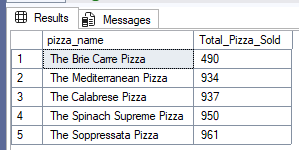 Results Messages
pizza_name Total_Pizza_Sold
1 The Brie Carre Pizza 490
2 The Mediterranean Pizza 934
3 The Calabrese Pizza 937
4 The Spinach Supreme Pizza 950
5 The Soppressata Pizza 961